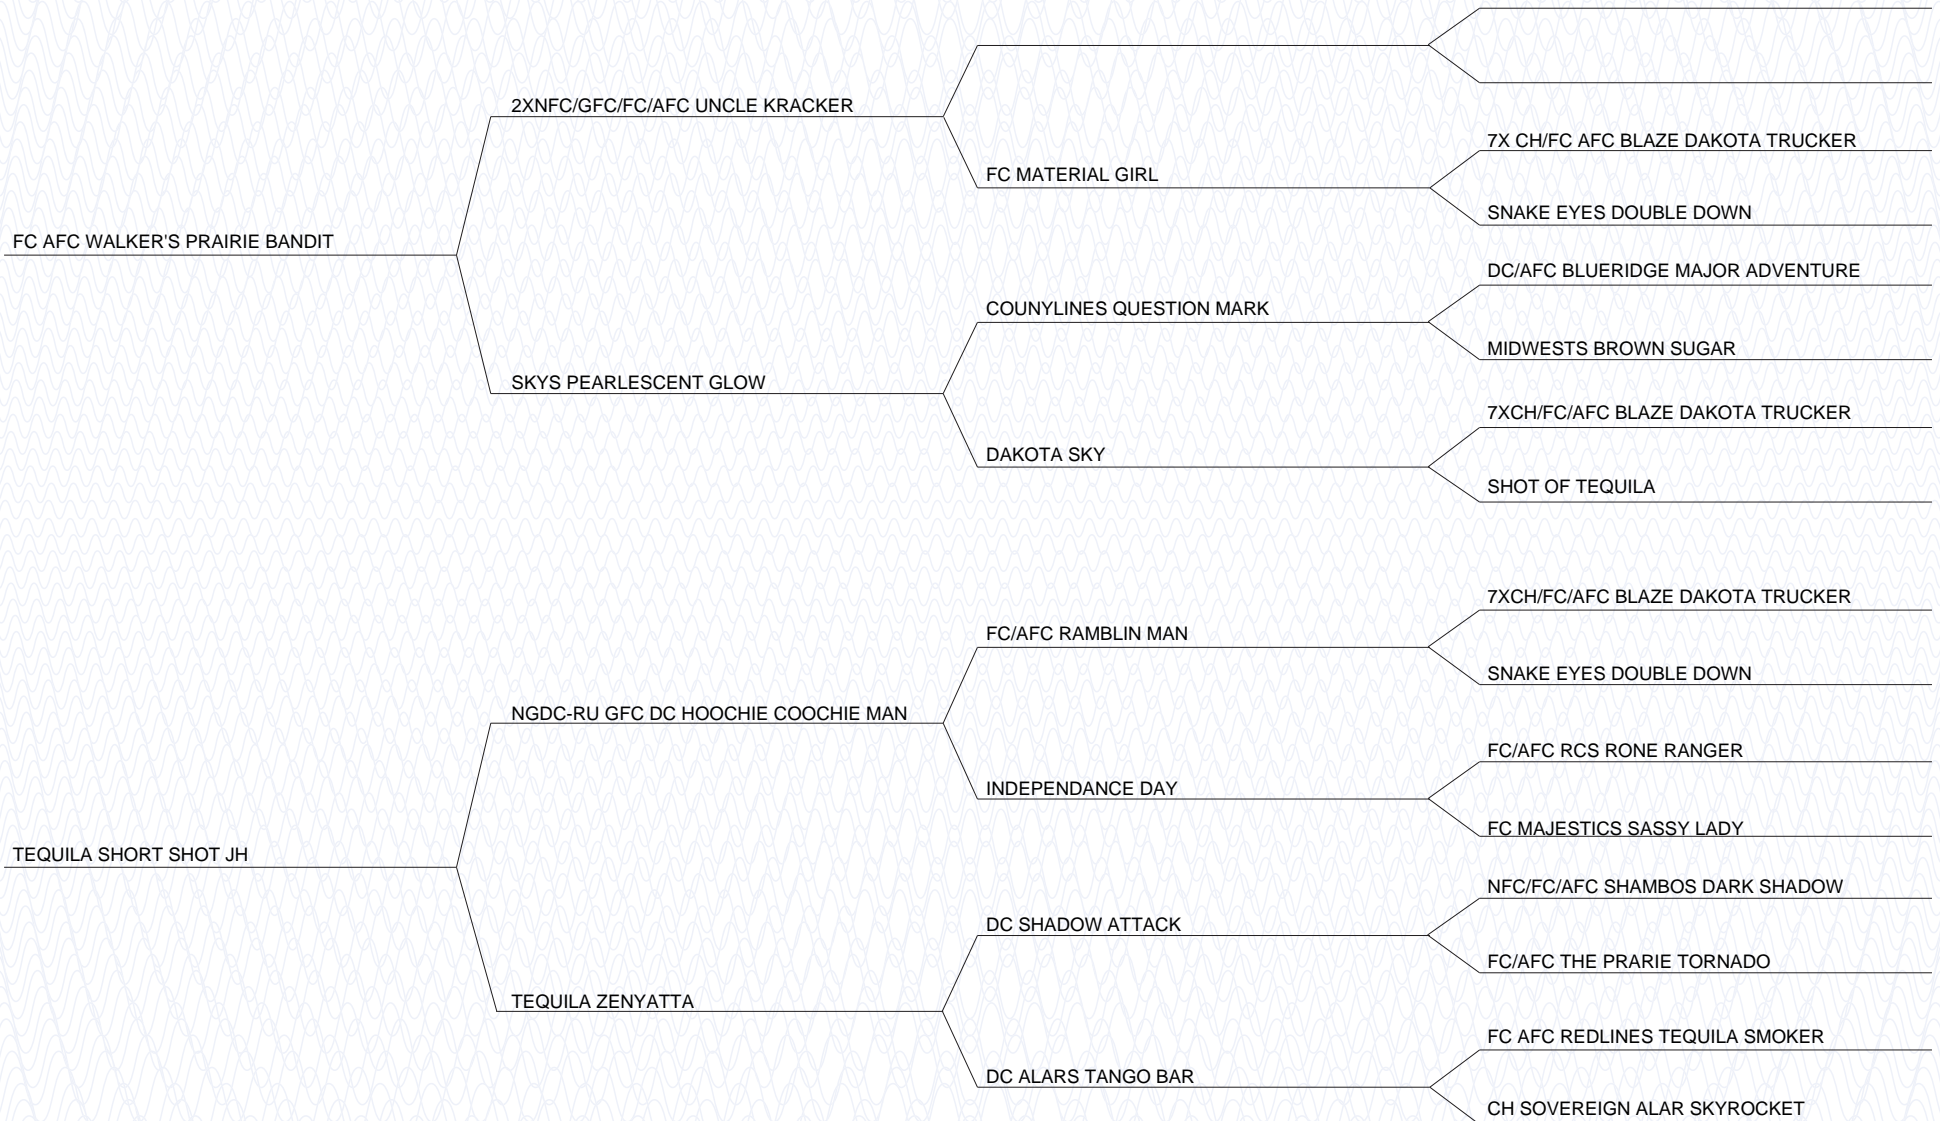 2XNFC/GFC/FC/AFC UNCLE KRACKER
7X CH/FC AFC BLAZE DAKOTA TRUCKER
FC MATERIAL GIRL
SNAKE EYES DOUBLE DOWN
FC AFC WALKER'S PRAIRIE BANDIT
DC/AFC BLUERIDGE MAJOR ADVENTURE
COUNYLINES QUESTION MARK
MIDWESTS BROWN SUGAR
SKYS PEARLESCENT GLOW
7XCH/FC/AFC BLAZE DAKOTA TRUCKER
DAKOTA SKY
SHOT OF TEQUILA
7XCH/FC/AFC BLAZE DAKOTA TRUCKER
FC/AFC RAMBLIN MAN
SNAKE EYES DOUBLE DOWN
NGDC-RU GFC DC HOOCHIE COOCHIE MAN
FC/AFC RCS RONE RANGER
INDEPENDANCE DAY
FC MAJESTICS SASSY LADY
TEQUILA SHORT SHOT JH
NFC/FC/AFC SHAMBOS DARK SHADOW
DC SHADOW ATTACK
FC/AFC THE PRARIE TORNADO
TEQUILA ZENYATTA
FC AFC REDLINES TEQUILA SMOKER
DC ALARS TANGO BAR
CH SOVEREIGN ALAR SKYROCKET